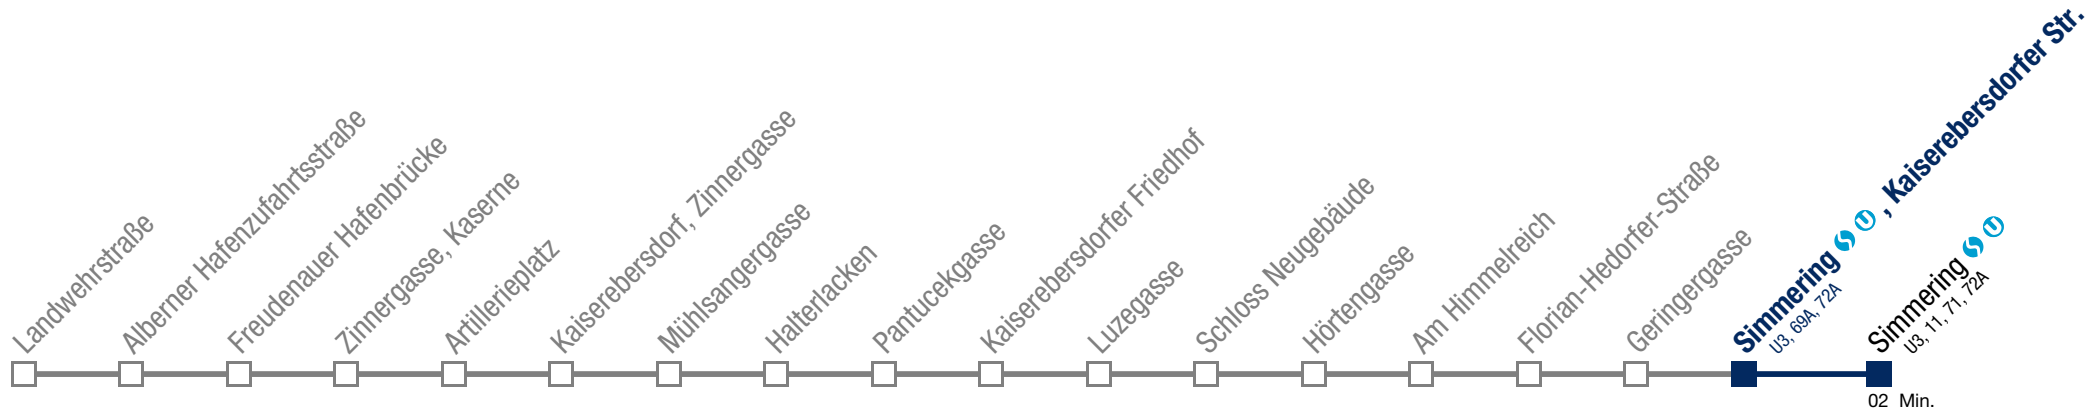 Landwehrstraße
Alberner Hafenzufahrtsstraße
Freudenauer Hafenbrücke
Zinnergasse, Kaserne
Artillerieplatz
Kaiserebersdorf, Zinnergasse
Mühlsangergasse
Halterlacken
Pantucekgasse
Kaiserebersdorfer Friedhof
Luzegasse
Schloss Neugebäude
Hörtengasse
Am Himmelreich
Florian-Hedorfer-Straße
Geringergasse
Simmering S U , Kaiserebersdorfer Str.
U3, 69A, 72A
Simmering S U
U3, 11, 71, 72A
02 Min.